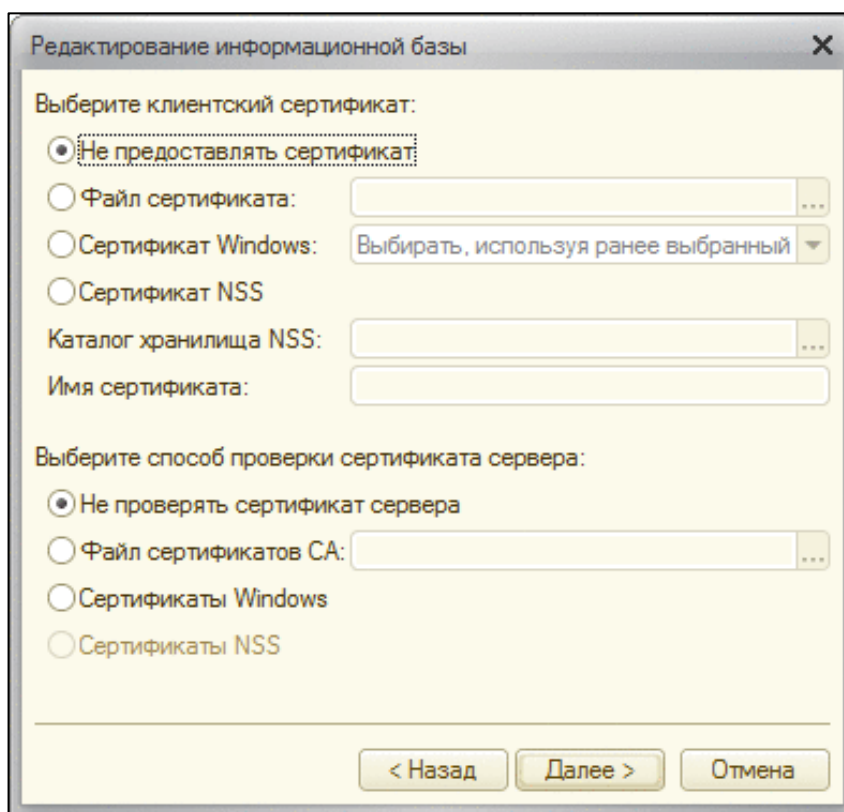 Редактирование информационной базы
Выберите клиентский сертификат:
Не предоставлять сертификат
Файл сертификата: ...
Сертификат Windows: Выбирать, используя ранее выбранный
Сертификат NSS
Каталог хранилища NSS: ...
Имя сертификата:
Выберите способ проверки сертификата сервера:
Не проверять сертификат сервера
Файл сертификатов CA: ...
Сертификаты Windows
Сертификаты NSS
< Назад Далее > Отмена